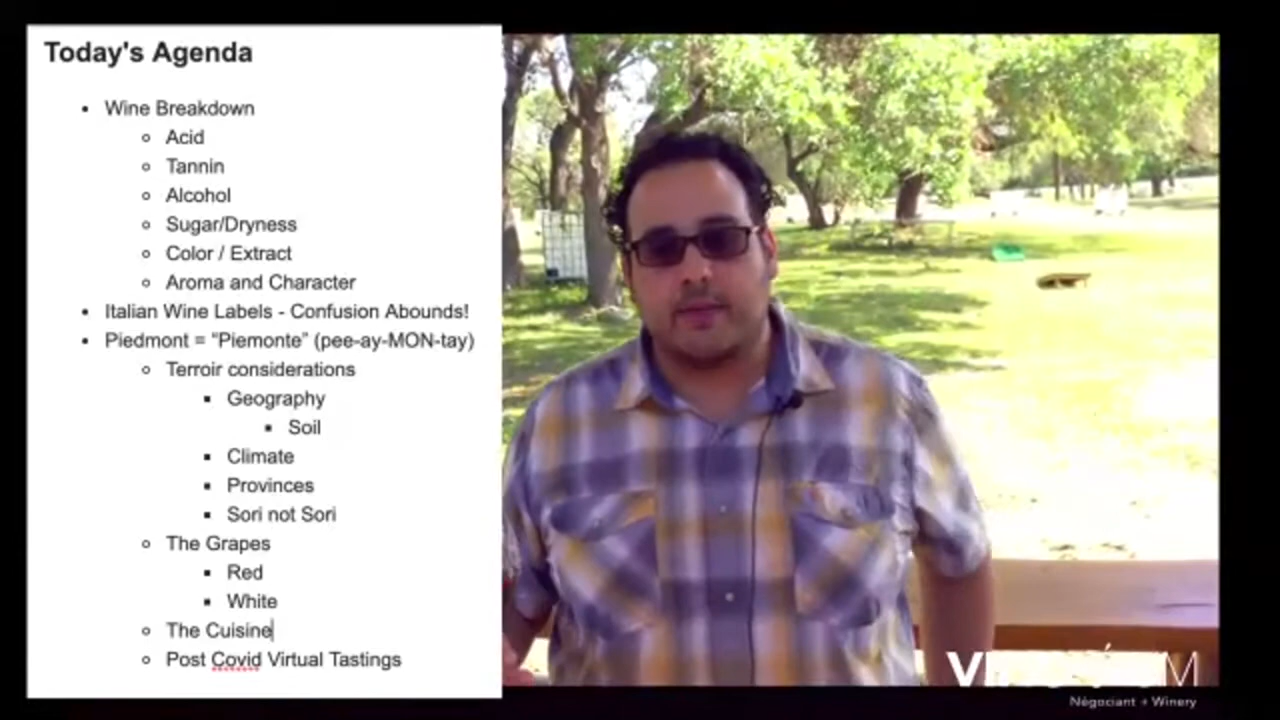 Today's Agenda
Wine Breakdown
Acid
Tannin
Alcohol
Sugar/Dryness
Color / Extract
Aroma and Character
Italian Wine Labels - Confusion Abounds!
Piedmont = “Piemonte” (pee-ay-MON-tay)
Terroir considerations
Geography
Soil
Climate
Provinces
Sori not Sori
The Grapes
Red
White
The Cuisine
Post Covid Virtual Tastings
Négociant + Winery